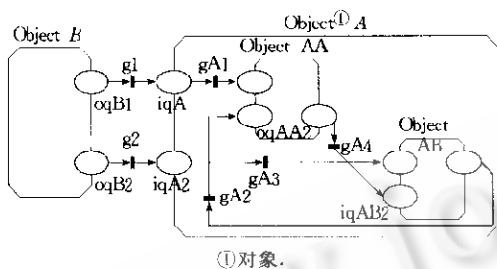 Object① A
Object B
Object AA
g1
gA1
oqB1
iqA
oqAA2
gA4
Object
AB
g2
gA3
oqB2
iqA2
gA2
iqAB2
①对象.